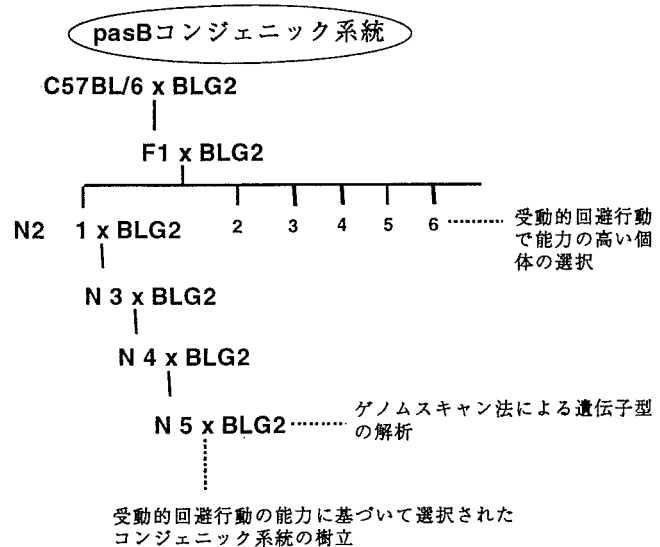 pasBコンジェニック系統
C57BL/6 x BLG2
F1 x BLG2
N2 1 x BLG2 2 3 4 5 6
受動的回避行動
で能力の高い個
体の選択
N 3 x BLG2
N 4 x BLG2
N 5 x BLG2
ゲノムスキャン法による遺伝子型
の解析
受動的回避行動の能力に基づいて選択された
コンジェニック系統の樹立